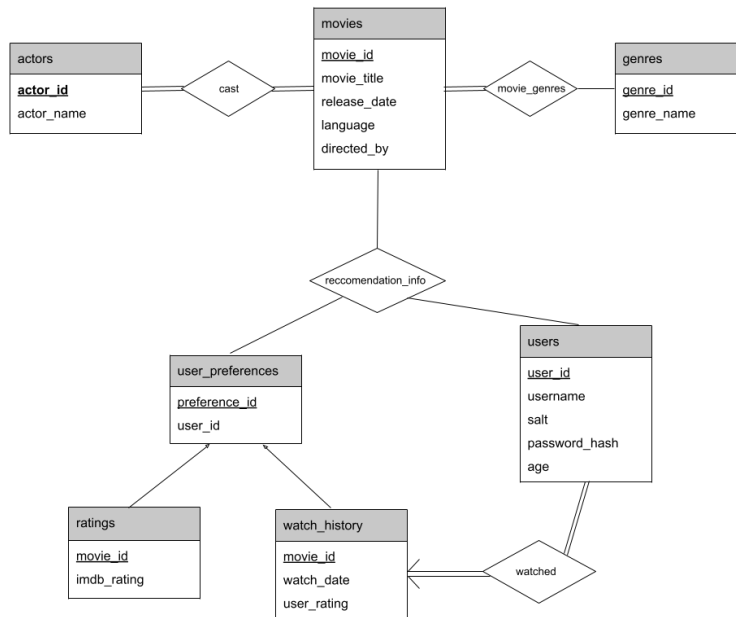 movies
movie_id
movie_title
release_date
language
directed_by
actors
actor_id
actor_name
cast
movie_genres
genres
genre_id
genre_name
reccomendation_info
user_preferences
preference_id
user_id
users
user_id
username
salt
password_hash
age
ratings
movie_id
imdb_rating
watch_history
movie_id
watch_date
user_rating
watched